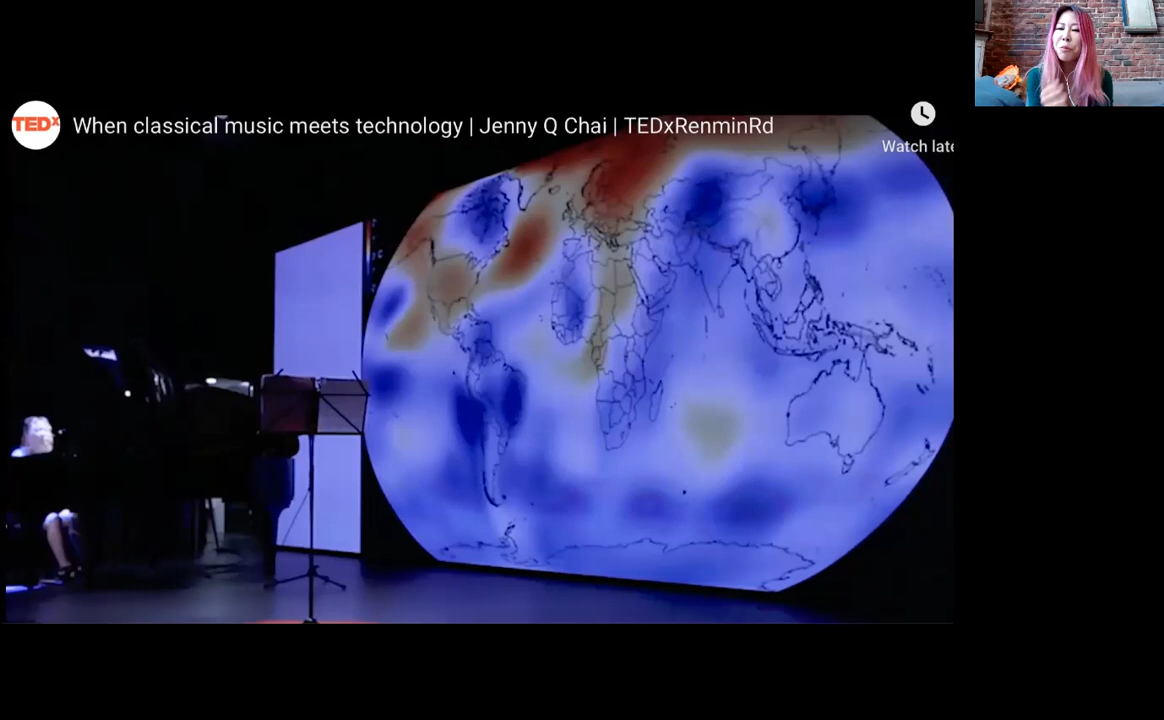 TEDx
When classical music meets technology | Jenny Q Chai | TEDxRenminRd
Watch late